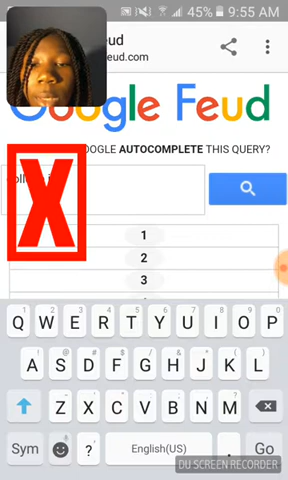 9:55 AM
45%
eud
feud.com
Google Feud
OOGLE AUTOCOMPLETE THIS QUERY?
X
1
2
3
Q W E R T Y U I O P
A S D F G H J K L
Z X C V B N M
Sym ? English(US) . Go
DU SCREEN RECORDER